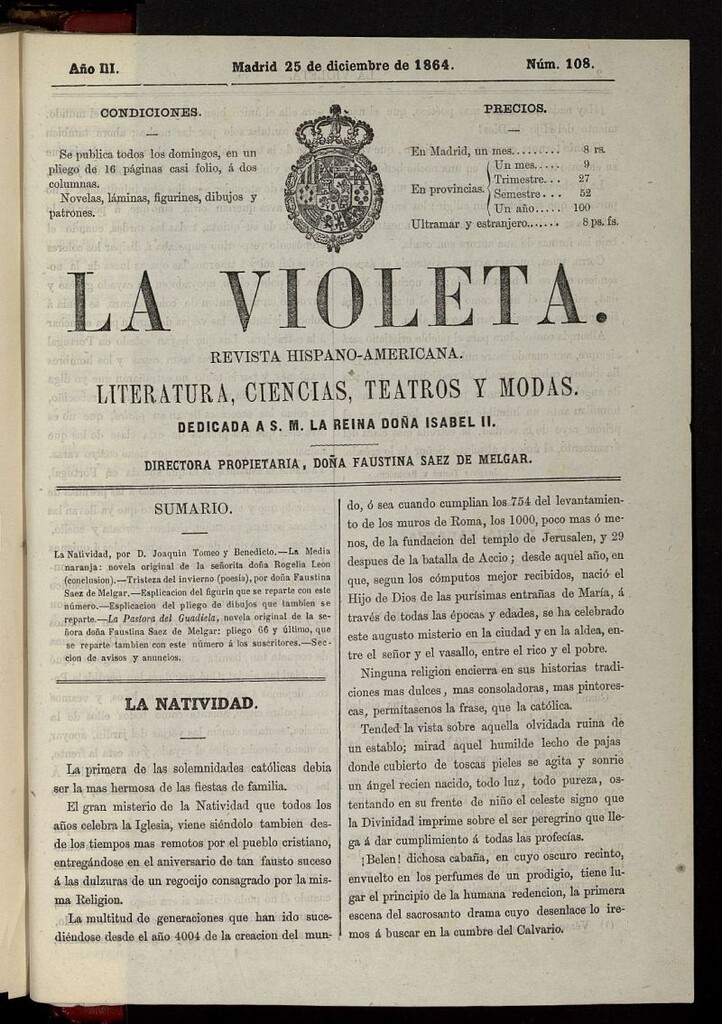 Año III. Madrid 25 de diciembre de 1864. Núm. 108.
CONDICIONES.
Se publica todos los domingos, en un
pliego de 16 páginas casi folio, á dos
columnas.
Novelas, láminas, figurines, dibujos y
patrones.
PRECIOS.
En Madrid, un mes..... 8 rs.
En provincias.
Un mes..... 9
Trimestre... 27
Semestre... 52
Un año..... 100
Ultramar y estranjero...... 8 ps. fs.
LA VIOLETA.
REVISTA HISPANO-AMERICANA.
LITERATURA, CIENCIAS, TEATROS Y MODAS.
DEDICADA A S. M. LA REINA DOÑA ISABEL II.
DIRECTORA PROPIETARIA, DOÑA FAUSTINA SAEZ DE MELGAR.
SUMARIO.
La Natividad, por D. Joaquin Tomeo y Benedicto.—La Media
naranja: novela original de la señorita doña Rogelia Leon
(conclusion).—Tristeza del invierno (poesía), por doña Faustina
Saez de Melgar.—Esplicacion del figurin que se reparte con este
número.—Esplicacion del pliego de dibujos que tambien se
reparte.—La Pastora del Guadiela, novela original de la se-
ñora doña Faustina Saez de Melgar: pliego 66 y último, que
se reparte tambien con este número á los suscritores.—Sec-
cion de avisos y anuncios.
LA NATIVIDAD.
La primera de las solemnidades católicas debia
ser la mas hermosa de las fiestas de familia.
El gran misterio de la Natividad que todos los
años celebra la Iglesia, viene siéndolo tambien des-
de los tiempos mas remotos por el pueblo cristiano,
entregándose en el aniversario de tan fausto suceso
á las dulzuras de un regocijo consagrado por la mis-
ma Religion.
La multitud de generaciones que han ido suce-
diéndose desde el año 4004 de la creacion del mun-
do, ó sea cuando cumplian los 754 del levantamien-
to de los muros de Roma, los 1000, poco mas ó me-
nos, de la fundacion del templo de Jerusalen, y 29
despues de la batalla de Accio; desde aquel año, en
que, segun los cómputos mejor recibidos, nació el
Hijo de Dios de las purísimas entrañas de María, á
través de todas las épocas y edades, se ha celebrado
este augusto misterio en la ciudad y en la aldea, en-
tre el señor y el vasallo, entre el rico y el pobre.
Ninguna religion encierra en sus historias tradi-
ciones mas dulces, mas consoladoras, mas pintores-
cas, permítasenos la frase, que la católica.
Tended la vista sobre aquella olvidada ruina de
un establo; mirad aquel humilde lecho de pajas
donde cubierto de toscas pieles se agita y sonrie
un ángel recien nacido, todo luz, todo pureza, os-
tentando en su frente de niño el celeste signo que
la Divinidad imprime sobre el ser peregrino que lle-
ga á dar cumplimiento á todas las profecías.
¡Belen! dichosa cabaña, en cuyo oscuro recinto,
envuelto en los perfumes de un prodigio, tiene lu-
gar el principio de la humana redencion, la primera
escena del sacrosanto drama cuyo desenlace lo ire-
mos á buscar en la cumbre del Calvario.